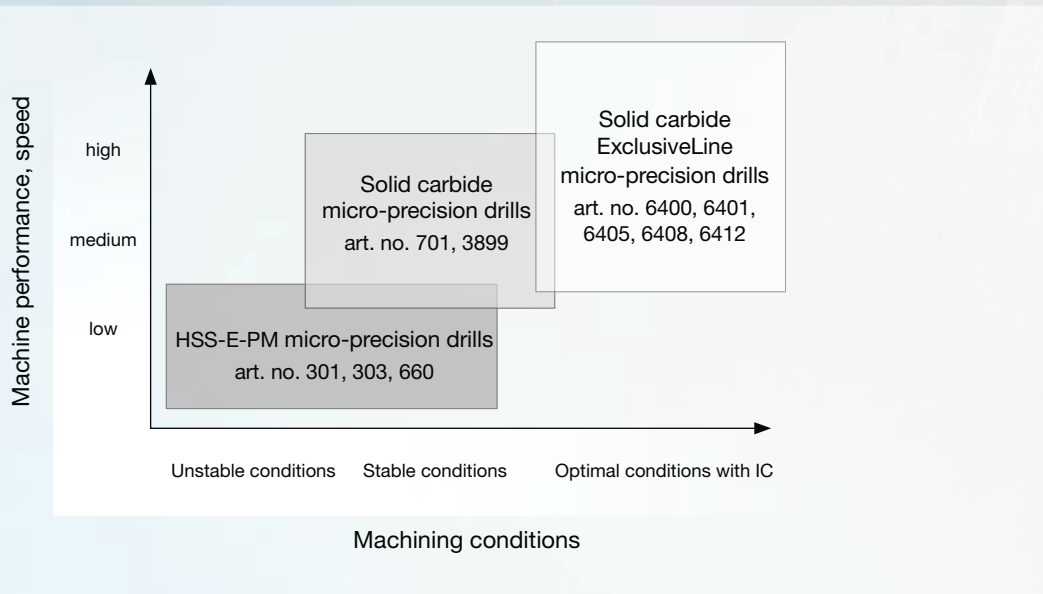 Machine performance, speed
high
medium
low
Solid carbide
ExclusiveLine
micro-precision drills
art. no. 6400, 6401,
6405, 6408, 6412
Solid carbide
micro-precision drills
art. no. 701, 3899
HSS-E-PM micro-precision drills
art. no. 301, 303, 660
Unstable conditions
Stable conditions
Optimal conditions with IC
Machining conditions